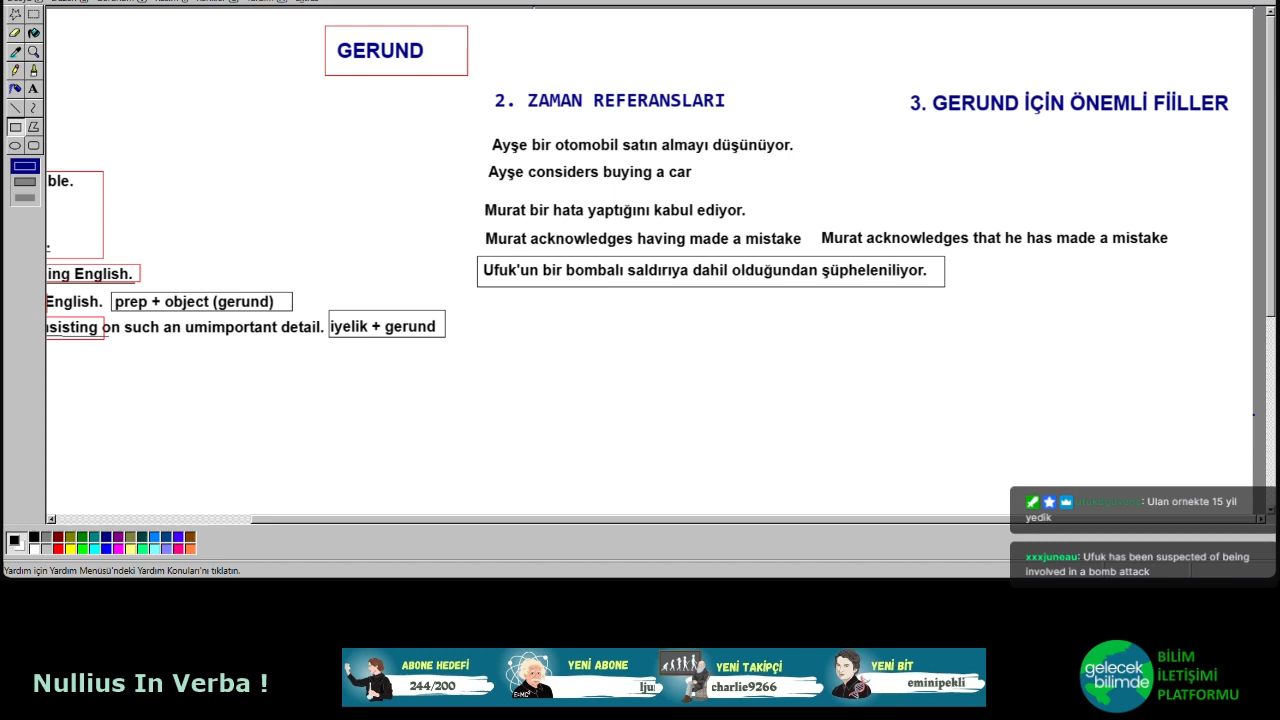 GERUND
2. ZAMAN REFERANSLARI
3. GERUND İÇİN ÖNEMLİ FİİLLER
Ayşe bir otomobil satın almayı düşünüyor.
Ayşe considers buying a car
ble.
Murat bir hata yaptığını kabul ediyor.
Murat acknowledges having made a mistake
Murat acknowledges that he has made a mistake
ing English.
Ufuk'un bir bombalı saldırıya dahil olduğundan şüpheleniliyor.
English. prep + object (gerund)
sisting on such an umimportant detail. iyelik + gerund
: Ulan ornekte 15 yil
yedik
xxxjuneau: Ufuk has been suspected of being
involved in a bomb attack
Yardım için Yardım Menüsü'ndeki Yardım Konuları'nı tıklatın.
Nullius In Verba !
ABONE HEDEFİ
244/200
E=MC²
YENİ ABONE
lju
YENİ TAKİPÇİ
charlie9266
YENİ BİT
eminipekli
gelecek
bilimde
BİLİM
İLETİŞİMİ
PLATFORMU